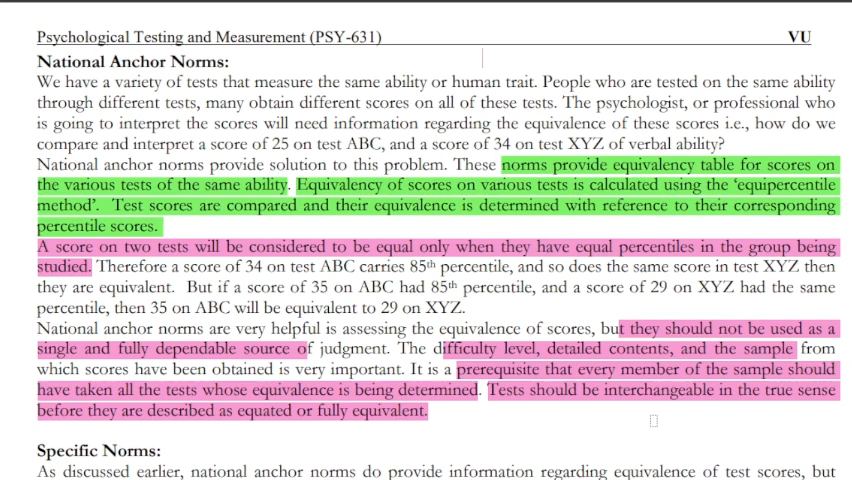 Psychological Testing and Measurement (PSY-631) VU
National Anchor Norms:
We have a variety of tests that measure the same ability or human trait. People who are tested on the same ability
through different tests, many obtain different scores on all of these tests. The psychologist, or professional who
is going to interpret the scores will need information regarding the equivalence of these scores i.e., how do we
compare and interpret a score of 25 on test ABC, and a score of 34 on test XYZ of verbal ability?
National anchor norms provide solution to this problem. These norms provide equivalency table for scores on
the various tests of the same ability. Equivalency of scores on various tests is calculated using the ‘equipercentile
method’. Test scores are compared and their equivalence is determined with reference to their corresponding
percentile scores.
A score on two tests will be considered to be equal only when they have equal percentiles in the group being
studied. Therefore a score of 34 on test ABC carries 85th percentile, and so does the same score in test XYZ then
they are equivalent. But if a score of 35 on ABC had 85th percentile, and a score of 29 on XYZ had the same
percentile, then 35 on ABC will be equivalent to 29 on XYZ.
National anchor norms are very helpful is assessing the equivalence of scores, but they should not be used as a
single and fully dependable source of judgment. The difficulty level, detailed contents, and the sample from
which scores have been obtained is very important. It is a prerequisite that every member of the sample should
have taken all the tests whose equivalence is being determined. Tests should be interchangeable in the true sense
before they are described as equated or fully equivalent.
Specific Norms:
As discussed earlier, national anchor norms do provide information regarding equivalence of test scores, but